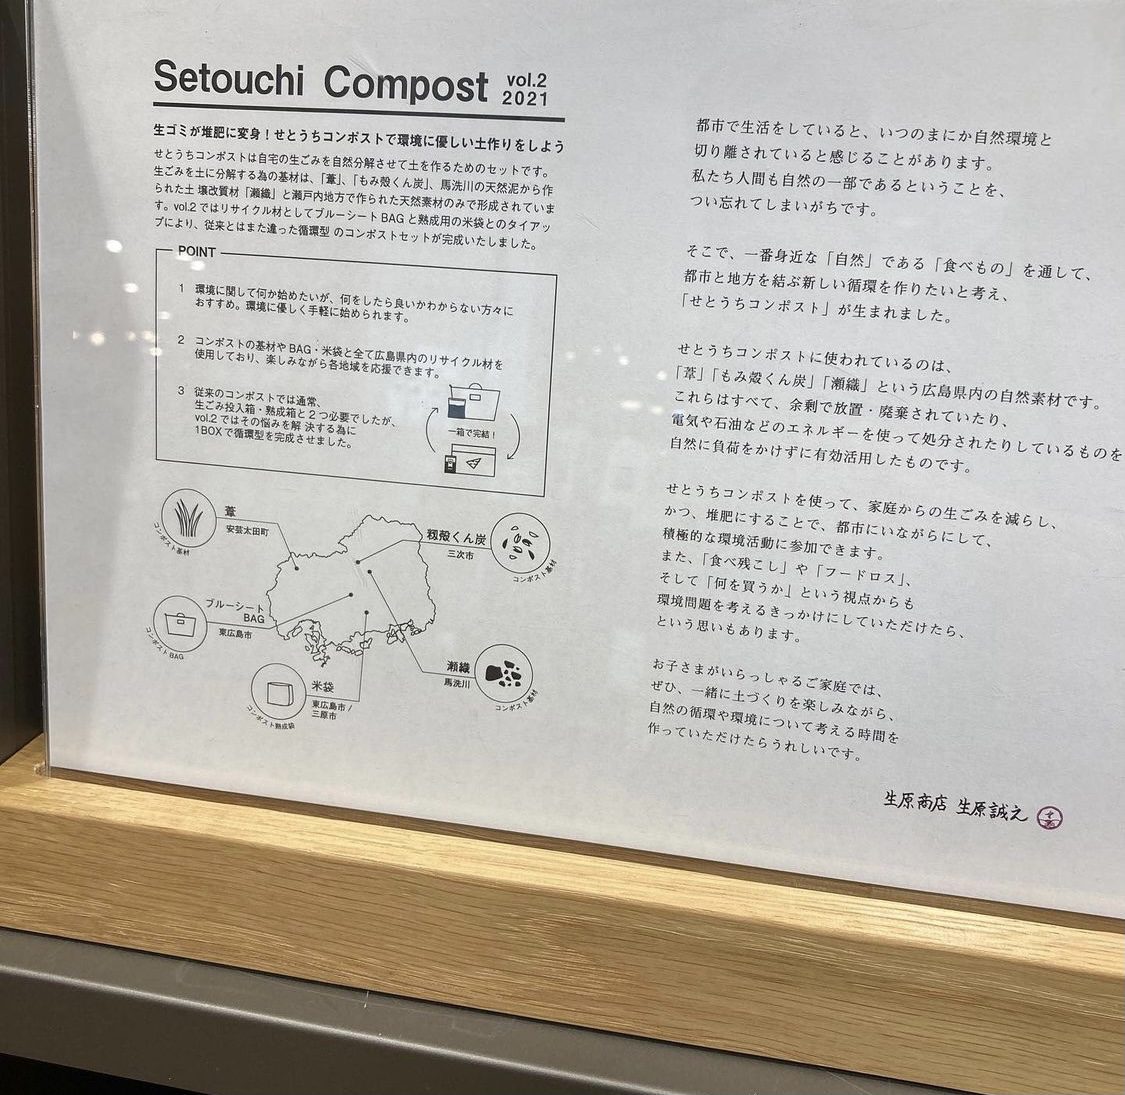 Setouchi Compost vol.2 2021
生ゴミが堆肥に変身！せとうちコンポストで環境に優しい土作りをしよう
せとうちコンポストは自宅の生ごみを自然分解させて土を作るためのセットです。
生ごみを土に分解する為の基材は、「葦」、「もみ殻くん炭」、馬洗川の天然泥から作
られた土 壌改質材「瀬織」と瀬戸内地方で作られた天然素材のみで形成されていま
す。vol.2 ではリサイクル材としてブルーシート BAG と熟成用の米袋とのタイアッ
プにより、従来とはまた違った循環型 のコンポストセットが完成いたしました。
POINT
1 環境に関して何か始めたいが、何をしたら良いかわからない方々に
おすすめ。環境に優しく手軽に始められます。
2 コンポストの基材や BAG・米袋と全て広島県内のリサイクル材を
使用しており、楽しみながら各地域を応援できます。
3 従来のコンポストでは通常、
生ごみ投入箱・熟成箱と 2 つ必要でしたが、
vol.2 ではその悩みを解 決する為に
1BOX で循環型を完成させました。
一箱で完結！
葦
安芸太田町
コンポスト基材
籾殻くん炭
三次市
コンポスト基材
ブルーシート
BAG
東広島市
コンポストBAG
瀬織
馬洗川
コンポスト基材
米袋
東広島市 /
三原市
コンポスト熟成袋
都市で生活をしていると、いつのまにか自然環境と
切り離されていると感じることがあります。
私たち人間も自然の一部であるということを、
つい忘れてしまいがちです。
そこで、一番身近な「自然」である「食べもの」を通して、
都市と地方を結ぶ新しい循環を作りたいと考え、
「せとうちコンポスト」が生まれました。
せとうちコンポストに使われているのは、
「葦」「もみ殻くん炭」「瀬織」という広島県内の自然素材です。
これらはすべて、余剰で放置・廃棄されていたり、
電気や石油などのエネルギーを使って処分されたりしているものを
自然に負荷をかけずに有効活用したものです。
せとうちコンポストを使って、家庭からの生ごみを減らし、
かつ、堆肥にすることで、都市にいながらにして、
積極的な環境活動に参加できます。
また、「食べ残こし」や「フードロス」、
そして「何を買うか」という視点からも
環境問題を考えるきっかけにしていただけたら、
という思いもあります。
お子さまがいらっしゃるご家庭では、
ぜひ、一緒に土づくりを楽しみながら、
自然の循環や環境について考える時間を
作っていただけたらうれしいです。
生原商店 生原誠之